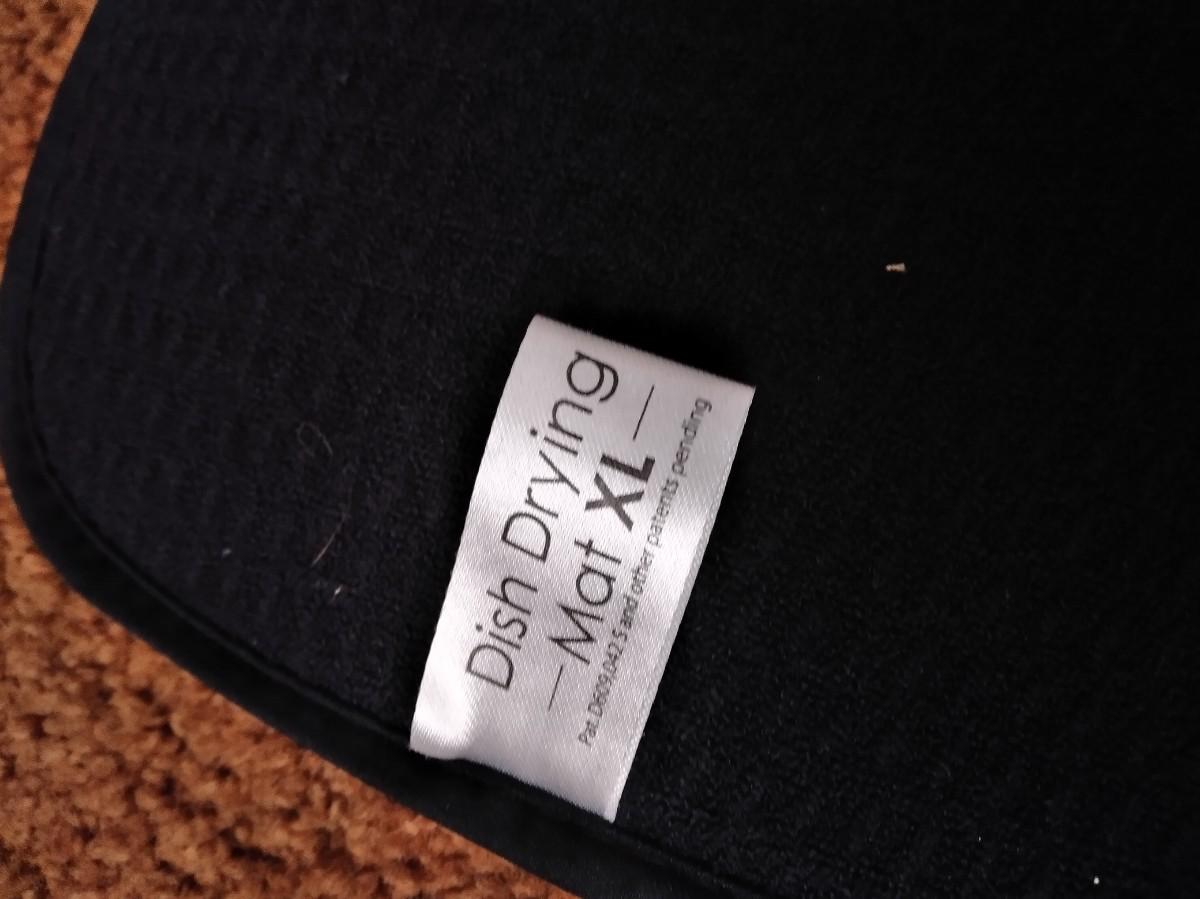 Dish Drying
— Mat XL —
Pat.D609,042.S and other patents pending